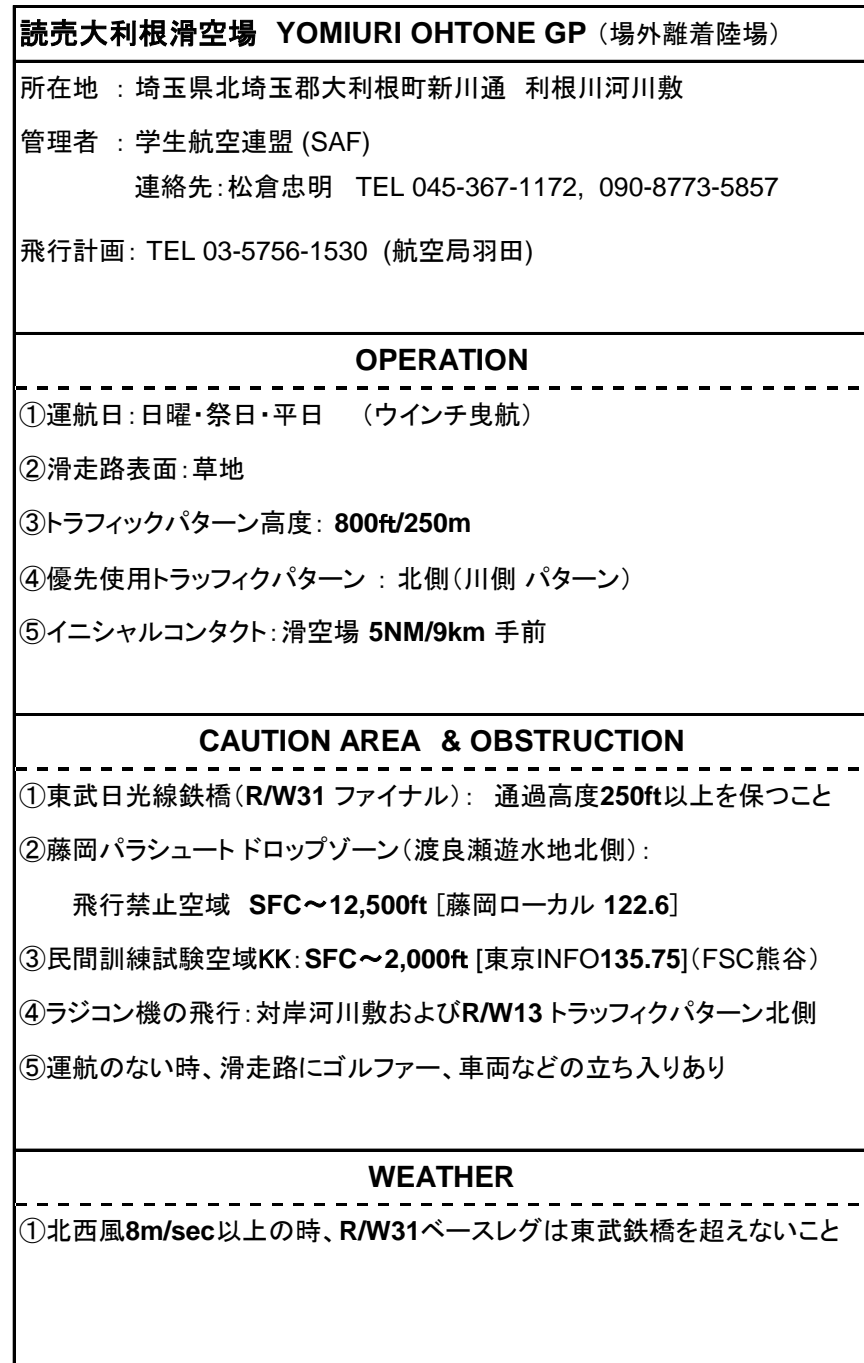 読売大利根滑空場 YOMIURI OHTONE GP（場外離着陸場）
所在地 ： 埼玉県北埼玉郡大利根町新川通 利根川河川敷
管理者 ： 学生航空連盟 (SAF)
連絡先：松倉忠明 TEL 045-367-1172, 090-8773-5857
飛行計画： TEL 03-5756-1530 (航空局羽田)
OPERATION
①運航日：日曜・祭日・平日 （ウインチ曳航）
②滑走路表面：草地
③トラフィックパターン高度： 800ft/250m
④優先使用トラッフィクパターン ： 北側（川側 パターン）
⑤イニシャルコンタクト：滑空場 5NM/9km 手前
CAUTION AREA & OBSTRUCTION
①東武日光線鉄橋（R/W31 ファイナル）： 通過高度250ft以上を保つこと
②藤岡パラシュート ドロップゾーン（渡良瀬遊水地北側）：
飛行禁止空域 SFC～12,500ft [藤岡ローカル 122.6]
③民間訓練試験空域KK：SFC～2,000ft [東京INFO135.75]（FSC熊谷）
④ラジコン機の飛行：対岸河川敷およびR/W13 トラッフィクパターン北側
⑤運航のない時、滑走路にゴルファー、車両などの立ち入りあり
WEATHER
①北西風8m/sec以上の時、R/W31ベースレグは東武鉄橋を超えないこと